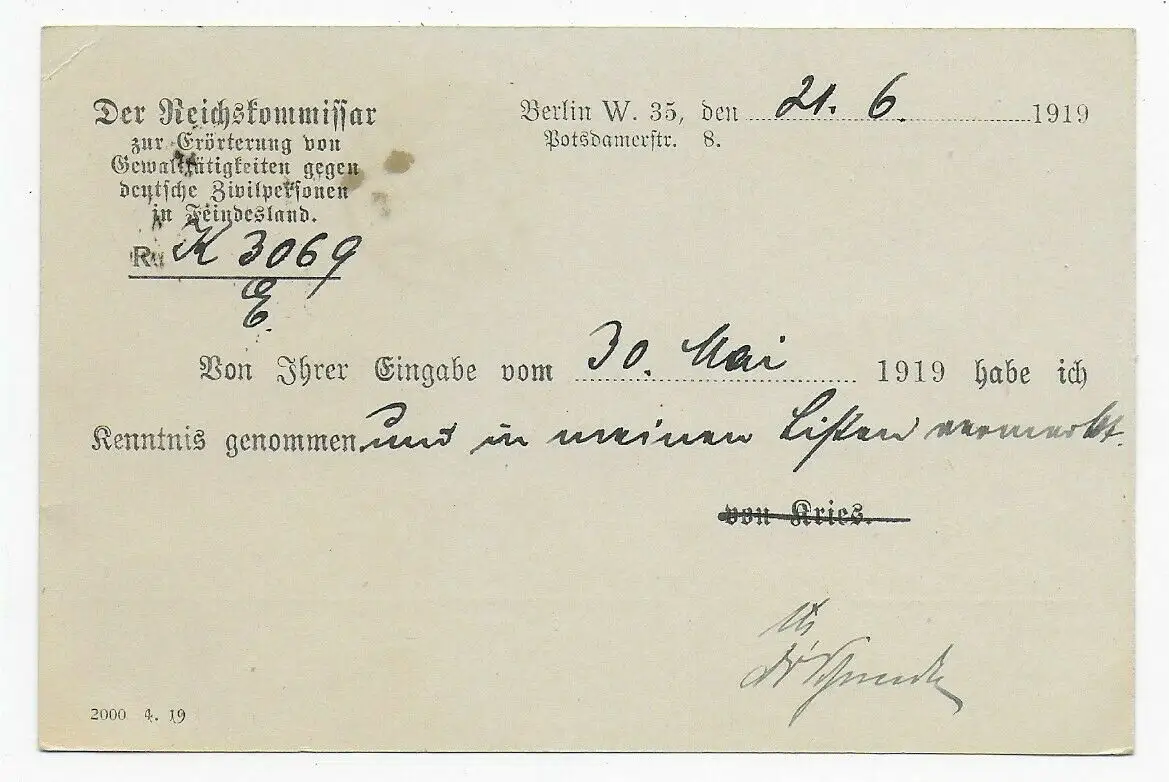 Der Reichskommissar
zur Erörterung von
Gewalttätigkeiten gegen
deutsche Zivilpersonen
in Feindesland.
K 3069
E.
Berlin W. 35, den 21. 6. 1919
Potsdamerstr. 8.
Von Ihrer Eingabe vom 30. Mai 1919 habe ich
Kenntnis genommen und in meinen Listen vermerkt.
von Kries.
2000 4. 19